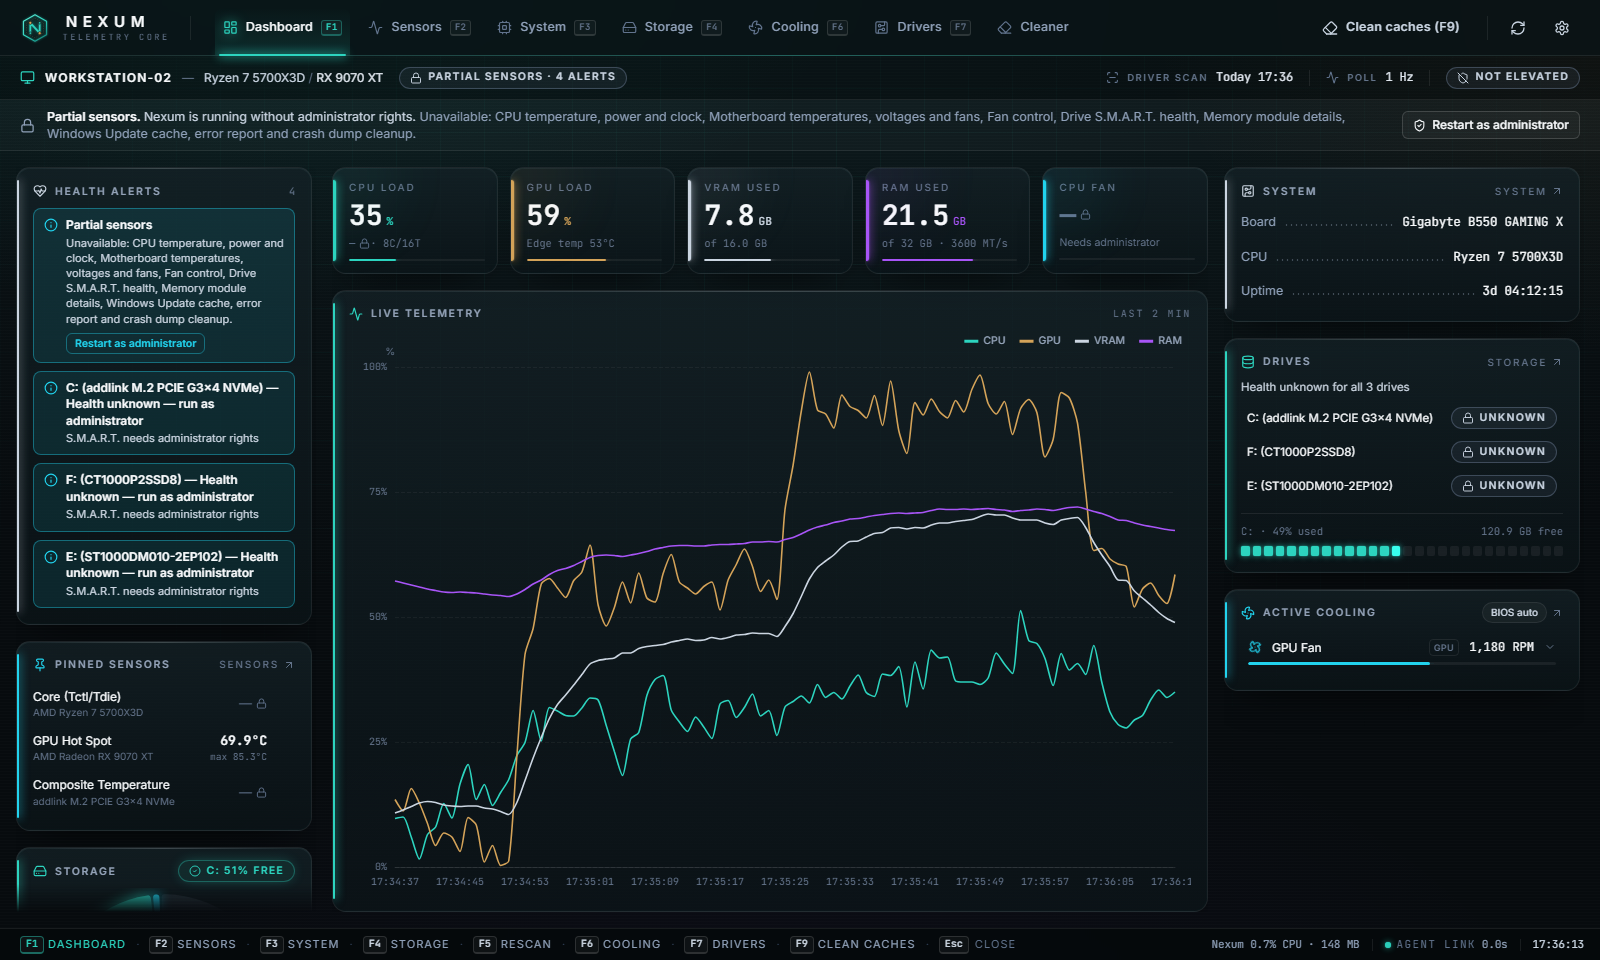 NEXUM
TELEMETRY CORE
Dashboard F1
Sensors F2
System F3
Storage F4
Cooling F6
Drivers F7
Cleaner
Clean caches (F9)
WORKSTATION-02 — Ryzen 7 5700X3D / RX 9070 XT
PARTIAL SENSORS · 4 ALERTS
DRIVER SCAN Today 17:36
POLL 1 Hz
NOT ELEVATED
Partial sensors. Nexum is running without administrator rights. Unavailable: CPU temperature, power and clock, Motherboard temperatures, voltages and fans, Fan control, Drive S.M.A.R.T. health, Memory module details,
Windows Update cache, error report and crash dump cleanup.
Restart as administrator
HEALTH ALERTS 4
Partial sensors
Unavailable: CPU temperature, power and
clock, Motherboard temperatures,
voltages and fans, Fan control, Drive
S.M.A.R.T. health, Memory module
details, Windows Update cache, error
report and crash dump cleanup.
Restart as administrator
C: (addlink M.2 PCIE G3×4 NVMe) —
Health unknown — run as
administrator
S.M.A.R.T. needs administrator rights
F: (CT1000P2SSD8) — Health
unknown — run as administrator
S.M.A.R.T. needs administrator rights
E: (ST1000DM010-2EP102) — Health
unknown — run as administrator
S.M.A.R.T. needs administrator rights
PINNED SENSORS
SENSORS
Core (Tctl/Tdie)
AMD Ryzen 7 5700X3D
—
GPU Hot Spot
69.9°C
AMD Radeon RX 9070 XT
max 85.3°C
Composite Temperature
addlink M.2 PCIE G3×4 NVMe
—
STORAGE
C: 51% FREE
CPU LOAD
35 %
— · 8C/16T
GPU LOAD
59 %
Edge temp 53°C
VRAM USED
7.8 GB
of 16.0 GB
RAM USED
21.5 GB
of 32 GB · 3600 MT/s
CPU FAN
—
Needs administrator
LIVE TELEMETRY
LAST 2 MIN
CPU GPU VRAM RAM
%
100%
75%
50%
25%
0%
17:34:37 17:34:45 17:34:53 17:35:01 17:35:09 17:35:17 17:35:25 17:35:33 17:35:41 17:35:49 17:35:57 17:36:05 17:36:1
SYSTEM
SYSTEM
Board Gigabyte B550 GAMING X
CPU Ryzen 7 5700X3D
Uptime 3d 04:12:15
DRIVES
STORAGE
Health unknown for all 3 drives
C: (addlink M.2 PCIE G3×4 NVMe) UNKNOWN
F: (CT1000P2SSD8) UNKNOWN
E: (ST1000DM010-2EP102) UNKNOWN
C: · 49% used
120.9 GB free
ACTIVE COOLING
BIOS auto
GPU Fan GPU 1,180 RPM
F1 DASHBOARD · F2 SENSORS · F3 SYSTEM · F4 STORAGE · F5 RESCAN · F6 COOLING · F7 DRIVERS · F9 CLEAN CACHES · Esc CLOSE
Nexum 0.7% CPU · 148 MB
AGENT LINK 0.0s
17:36:13